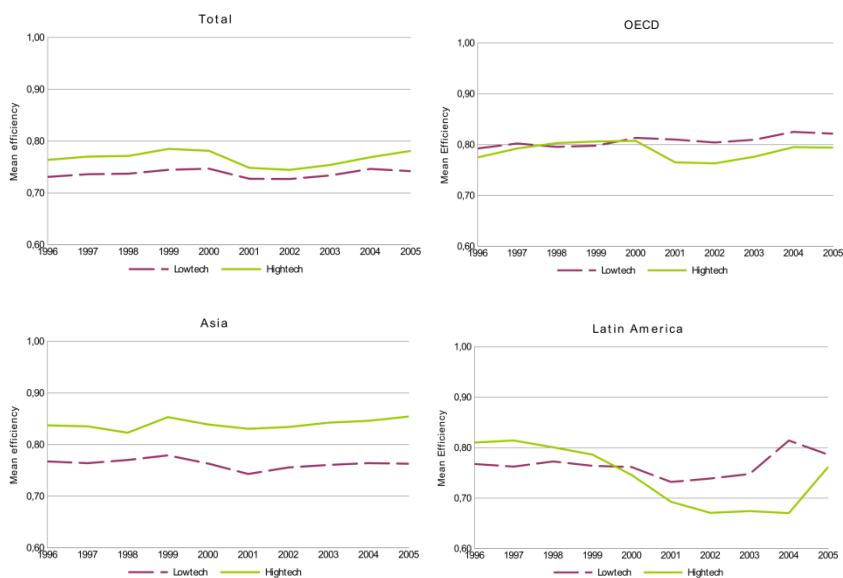 Total
Mean efficiency
1,00
0,90
0,80
0,70
0,60
1996 1997 1998 1999 2000 2001 2002 2003 2004 2005
Lowtech Hightech
OECD
Mean Efficiency
1,00
0,90
0,80
0,70
0,60
1996 1997 1998 1999 2000 2001 2002 2003 2004 2005
Lowtech Hightech
Asia
Mean efficiency
1,00
0,90
0,80
0,70
0,60
1996 1997 1998 1999 2000 2001 2002 2003 2004 2005
Lowtech Hightech
Latin America
Mean Efficiency
1,00
0,90
0,80
0,70
0,60
1996 1997 1998 1999 2000 2001 2002 2003 2004 2005
Lowtech Hightech